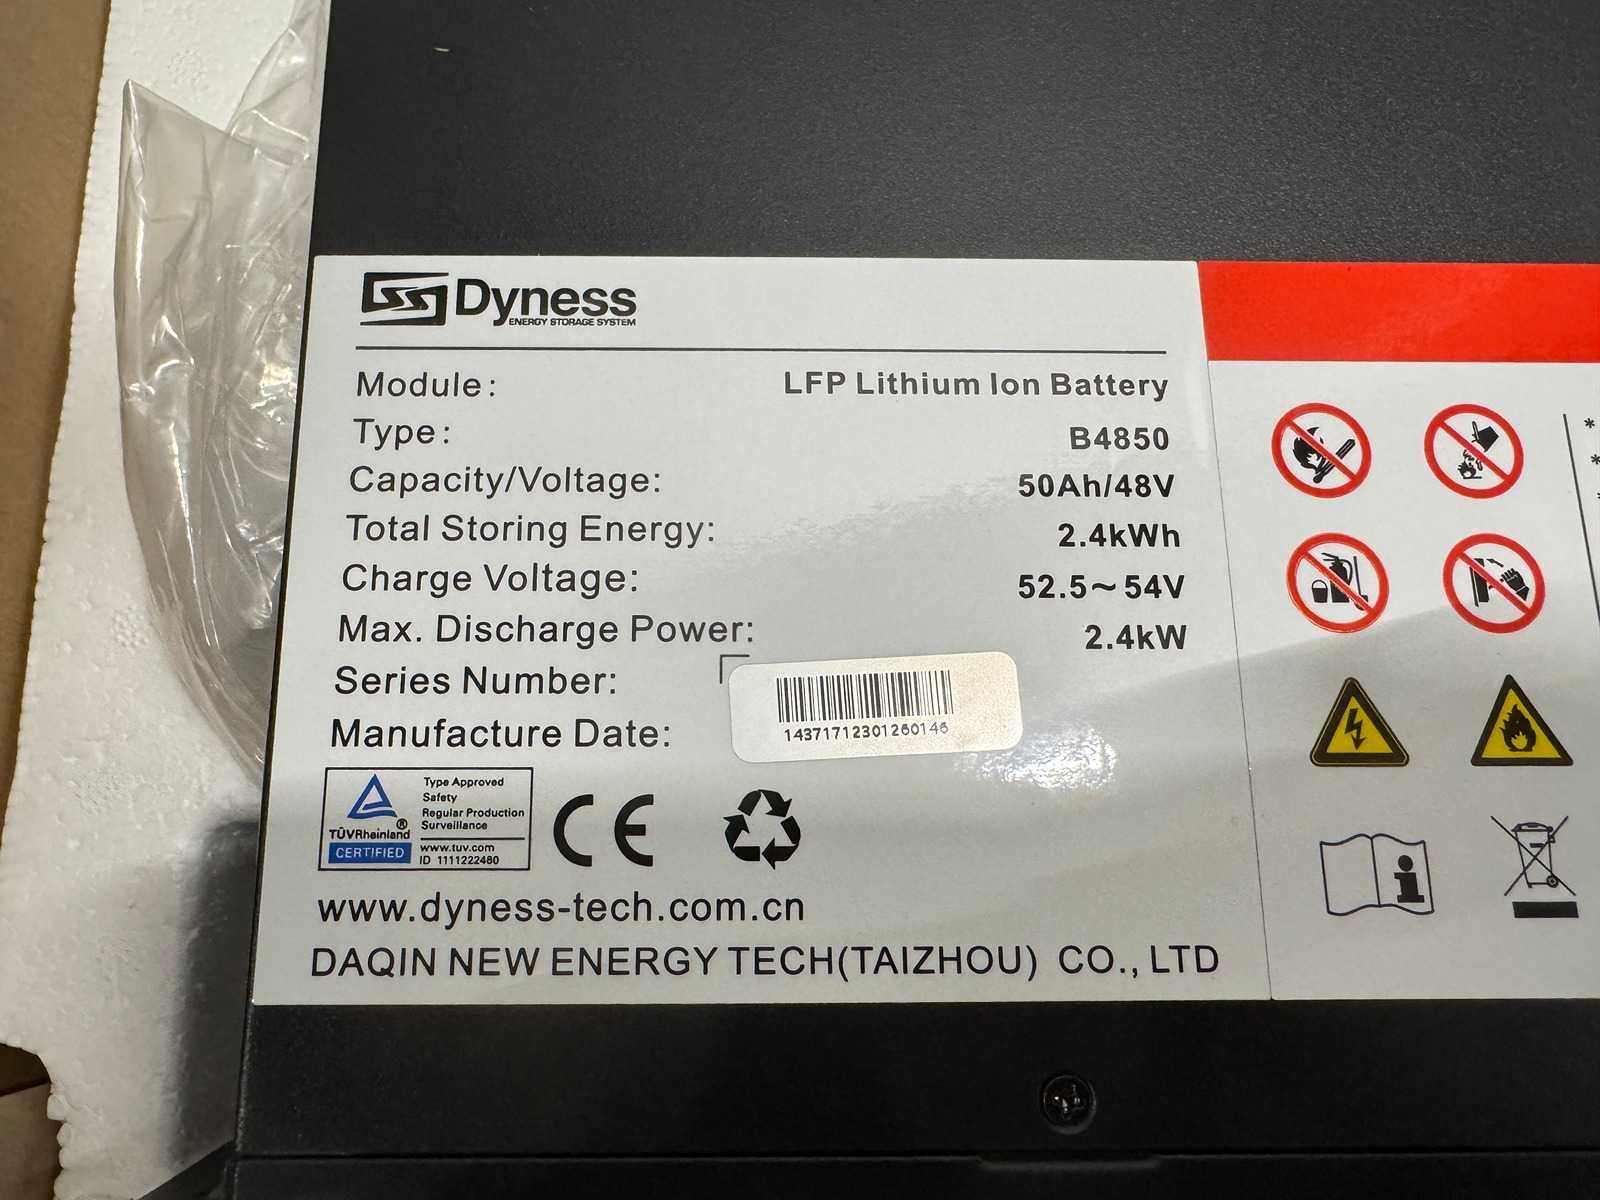 Dyness
ENERGY STORAGE SYSTEM
Module: LFP Lithium Ion Battery
Type: B4850
Capacity/Voltage: 50Ah/48V
Total Storing Energy: 2.4kWh
Charge Voltage: 52.5~54V
Max. Discharge Power: 2.4kW
Series Number:
14371712301260146
Manufacture Date:
TÜVRheinland®
CERTIFIED
Type Approved
Safety
Regular Production
Surveillance
www.tuv.com
ID 1111222480
CE
www.dyness-tech.com.cn
DAQIN NEW ENERGY TECH(TAIZHOU) CO., LTD
*
*
*